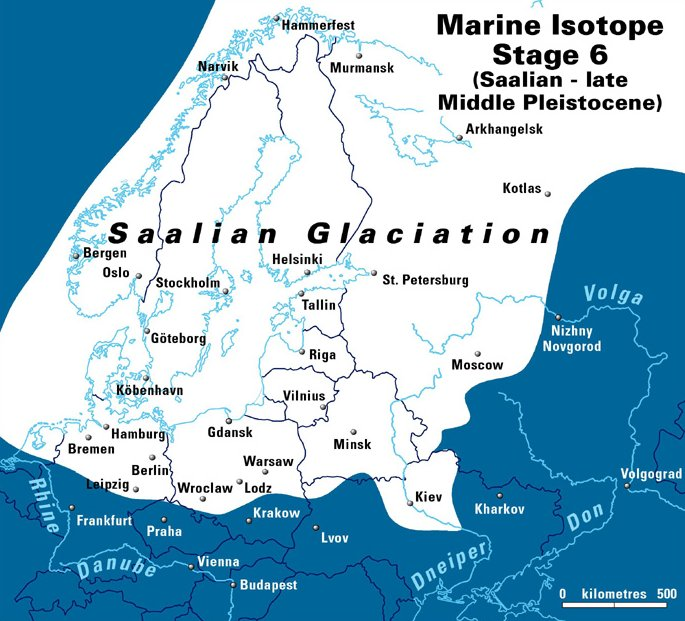 Marine Isotope
Stage 6
(Saalian - late
Middle Pleistocene)
Hammerfest
Narvik
Murmansk
Arkhangelsk
Kotlas
Saalian Glaciation
Bergen
Oslo
Stockholm
Helsinki
St. Petersburg
Tallin
Volga
Göteborg
Nizhny
Novgorod
Riga
Moscow
Köbenhavn
Vilnius
Hamburg
Gdansk
Bremen
Minsk
Berlin
Warsaw
Leipzig
Wroclaw
Lodz
Volgograd
Rhine
Kiev
Kharkov
Don
Frankfurt
Praha
Krakow
Lvov
Danube
Vienna
Dneiper
Budapest
0 kilometres 500